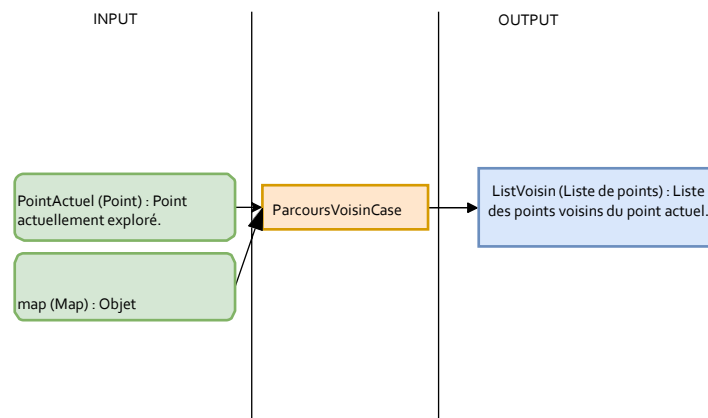 INPUT
OUTPUT
PointActuel (Point) : Point
actuellement exploré.
map (Map) : Objet
ParcoursVoisinCase
ListVoisin (Liste de points) : Liste
des points voisins du point actuel.